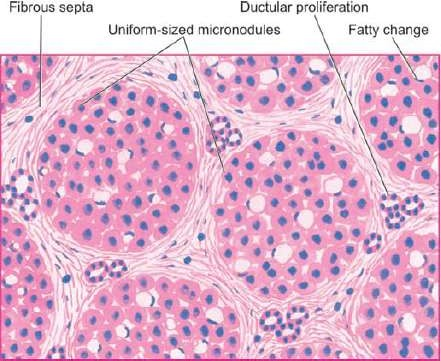 Fibrous septa
Ductular proliferation
Uniform-sized micronodules
Fatty change